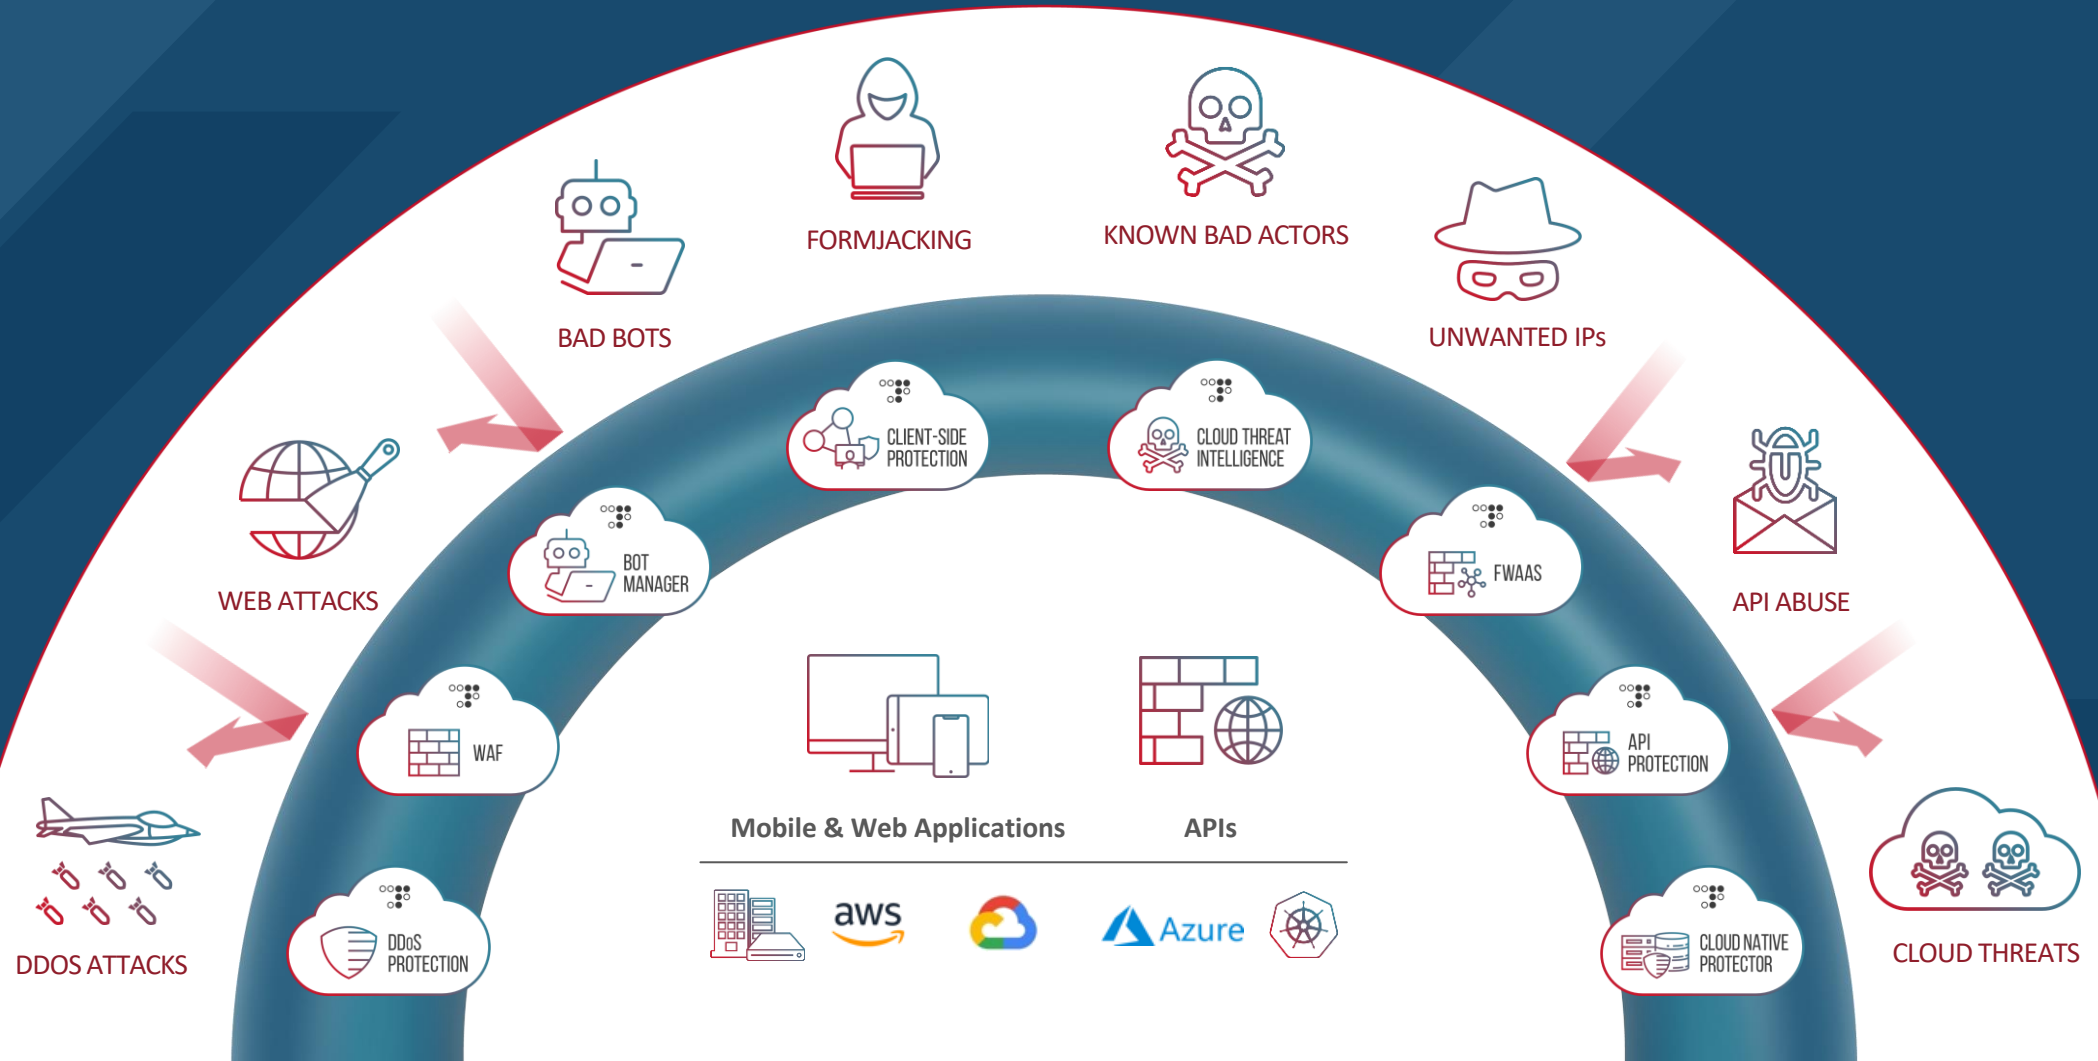 FORMJACKING
KNOWN BAD ACTORS
BAD BOTS
UNWANTED IPs
CLIENT-SIDE
PROTECTION
CLOUD THREAT
INTELLIGENCE
BOT
MANAGER
FWAAS
WEB ATTACKS
API ABUSE
WAF
API
PROTECTION
Mobile & Web Applications
APIs
aws
Azure
DDoS
PROTECTION
CLOUD NATIVE
PROTECTOR
DDOS ATTACKS
CLOUD THREATS